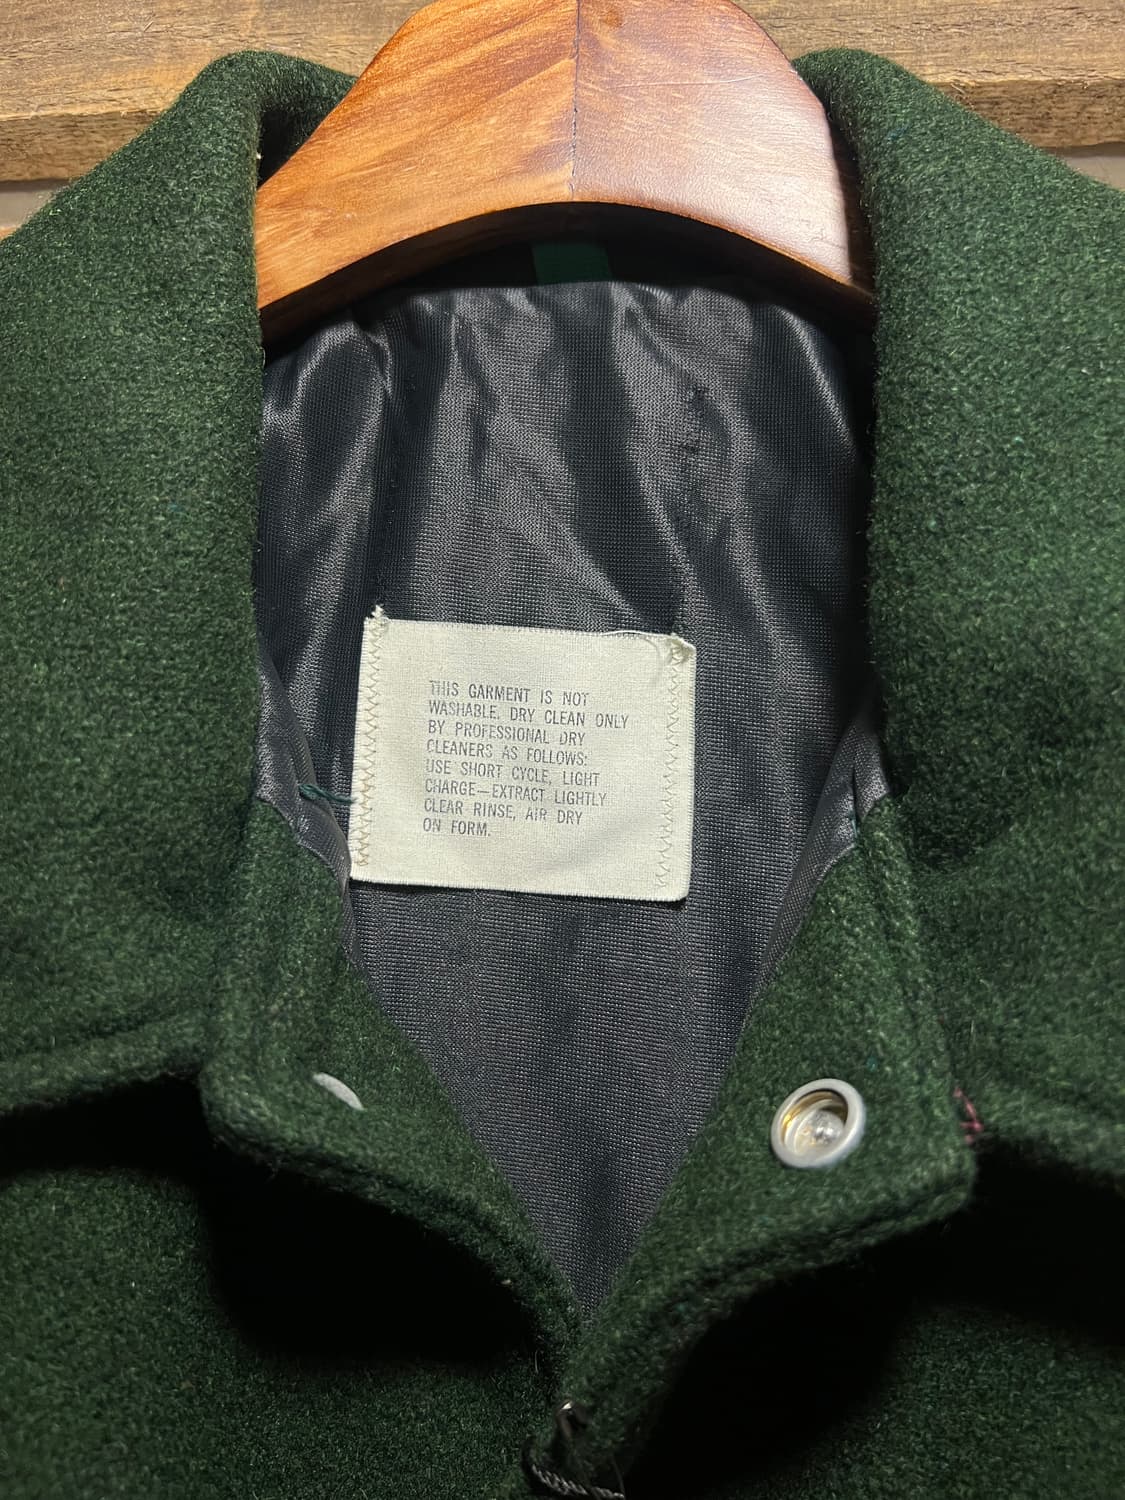 THIS GARMENT IS NOT
WASHABLE. DRY CLEAN ONLY
BY PROFESSIONAL DRY
CLEANERS AS FOLLOWS:
USE SHORT CYCLE, LIGHT
CHARGE—EXTRACT LIGHTLY
CLEAR RINSE, AIR DRY
ON FORM.